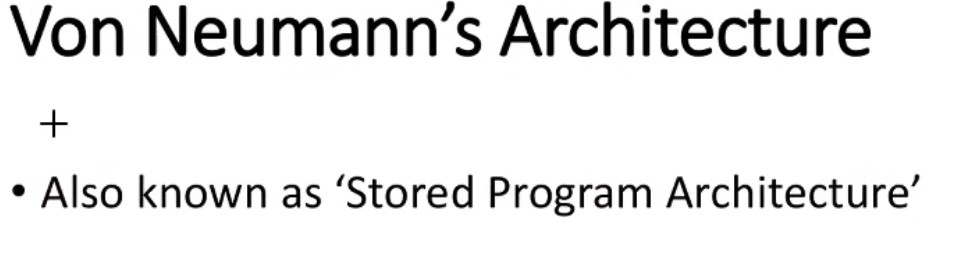 Von Neumann’s Architecture
+
• Also known as ‘Stored Program Architecture’